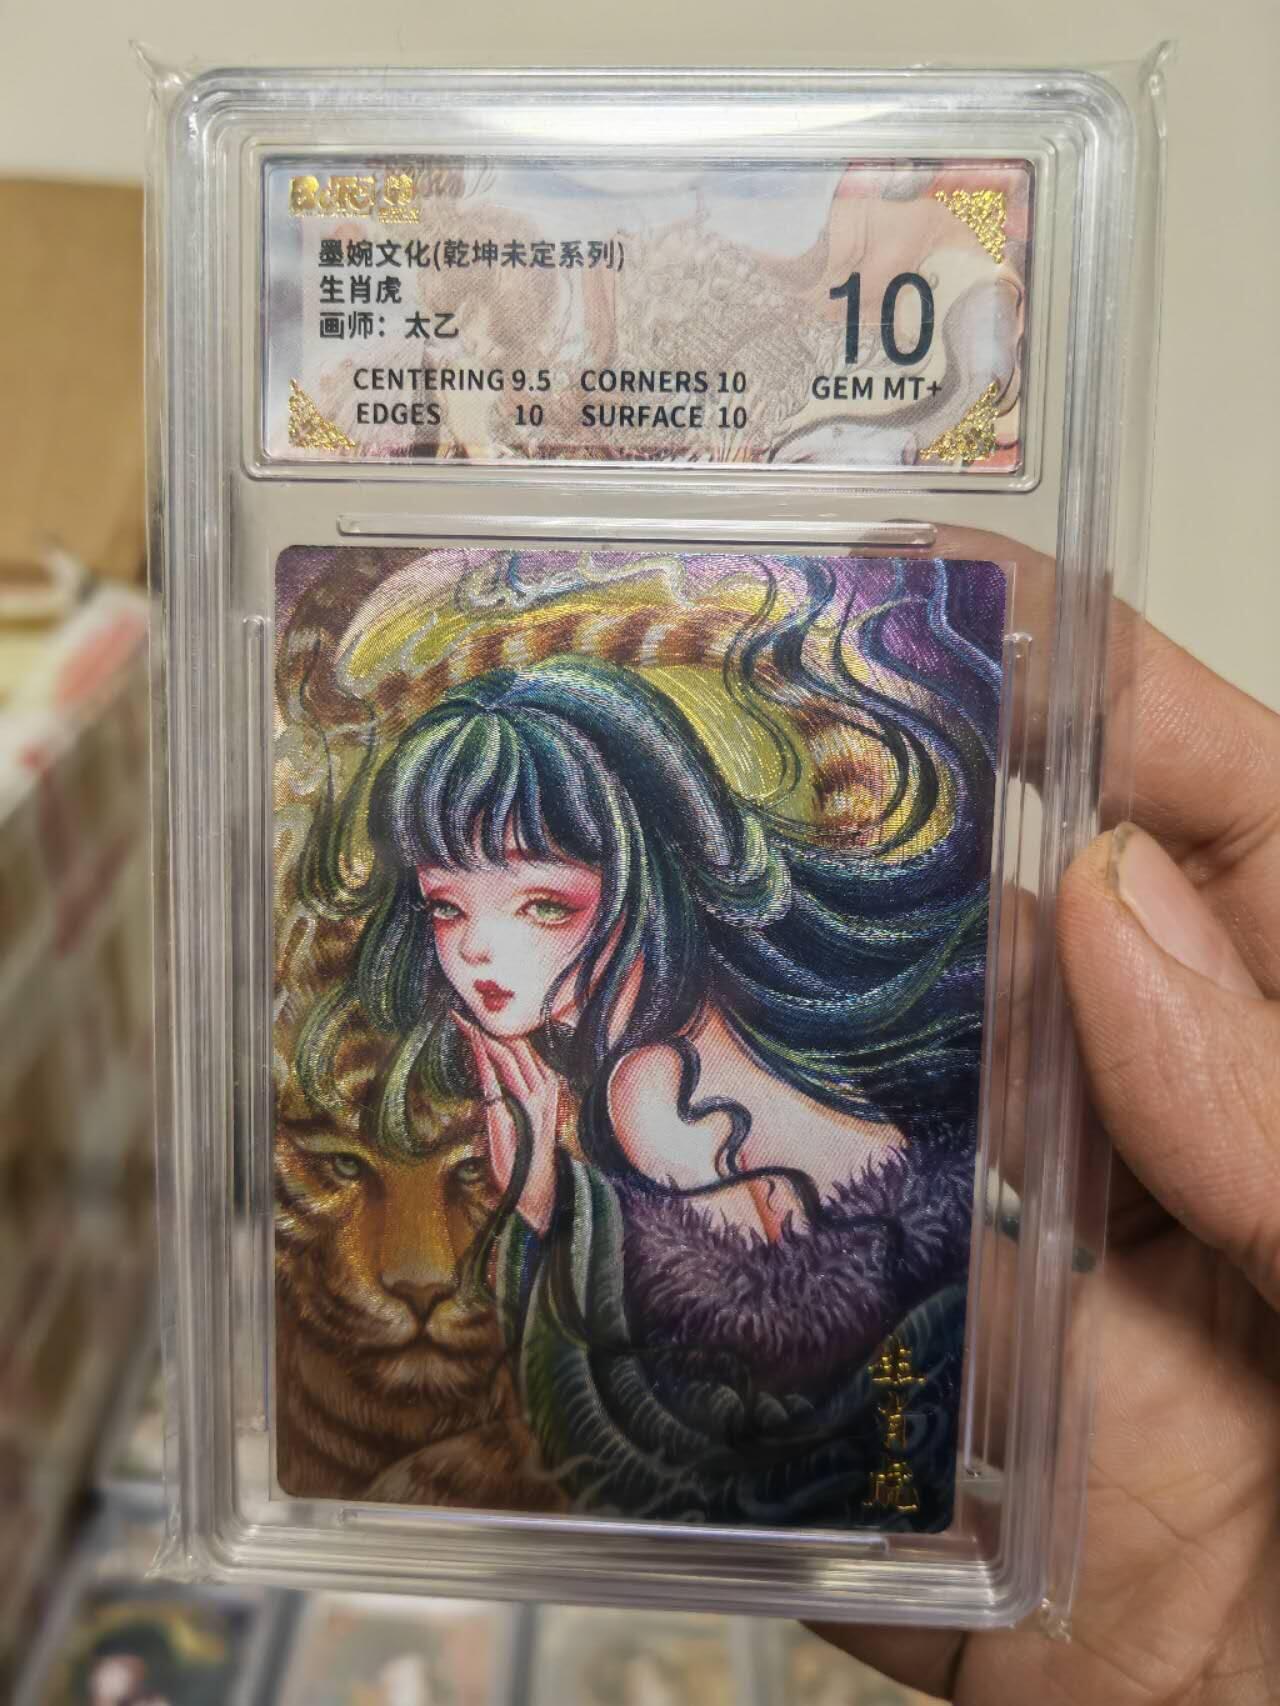 墨婉文化(乾坤未定系列)
生肖虎
画师：太乙
CENTERING 9.5 CORNERS 10
EDGES 10 SURFACE 10
10
GEM MT+
生肖虎